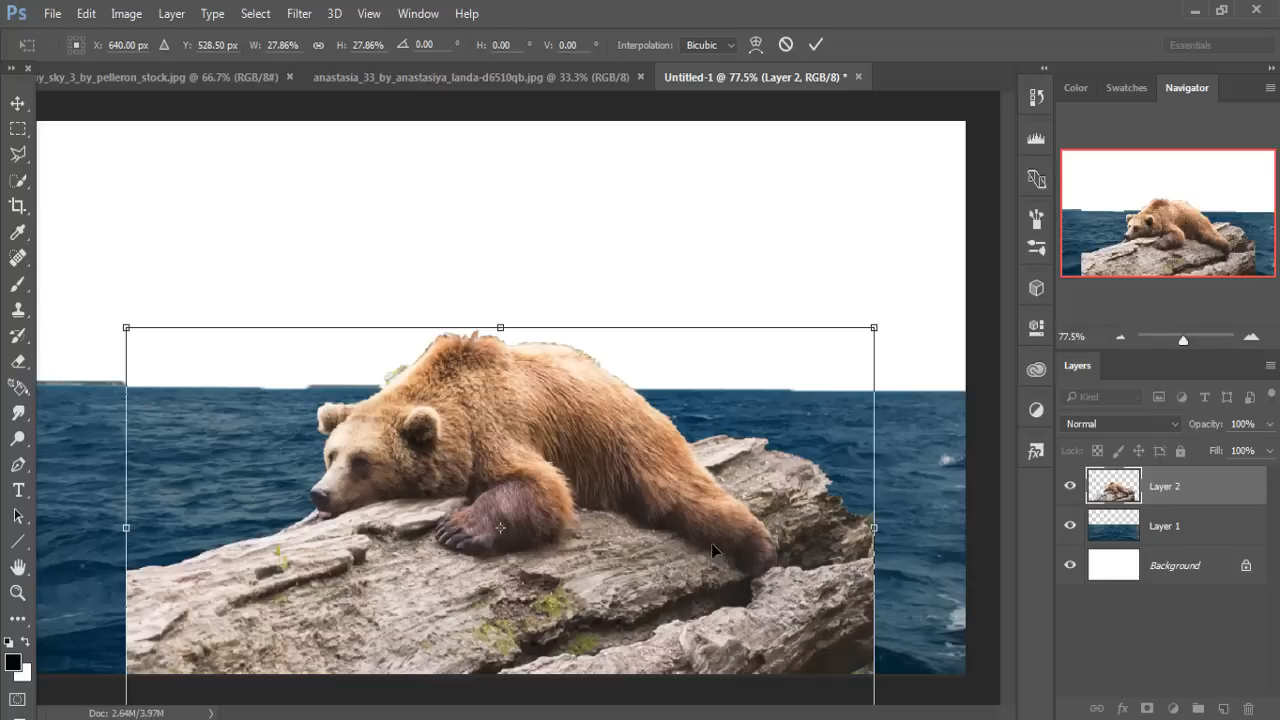 Ps File Edit Image Layer Type Select Filter 3D View Window Help
X: 640.00 px Y: 528.50 px W: 27.86% H: 27.86% 0.00 ° H: 0.00 ° V: 0.00 ° Interpolation: Bicubic Essentials
y_sky_3_by_pelleron_stock.jpg @ 66.7% (RGB/8#) × anastasia_33_by_anastasiya_landa-d6510qb.jpg @ 33.3% (RGB/8) × Untitled-1 @ 77.5% (Layer 2, RGB/8) * ×
Color Swatches Navigator
77.5%
Layers
Kind
Normal Opacity: 100%
Lock: Fill: 100%
Layer 2
Layer 1
Background
Doc: 2.64M/3.97M